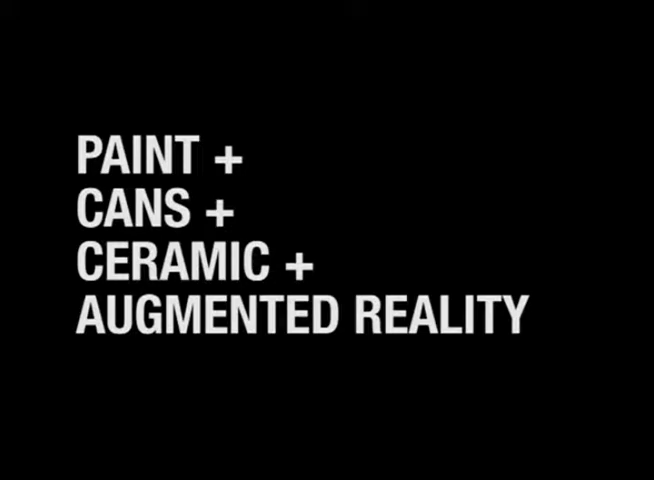 PAINT +
CANS +
CERAMIC +
AUGMENTED REALITY